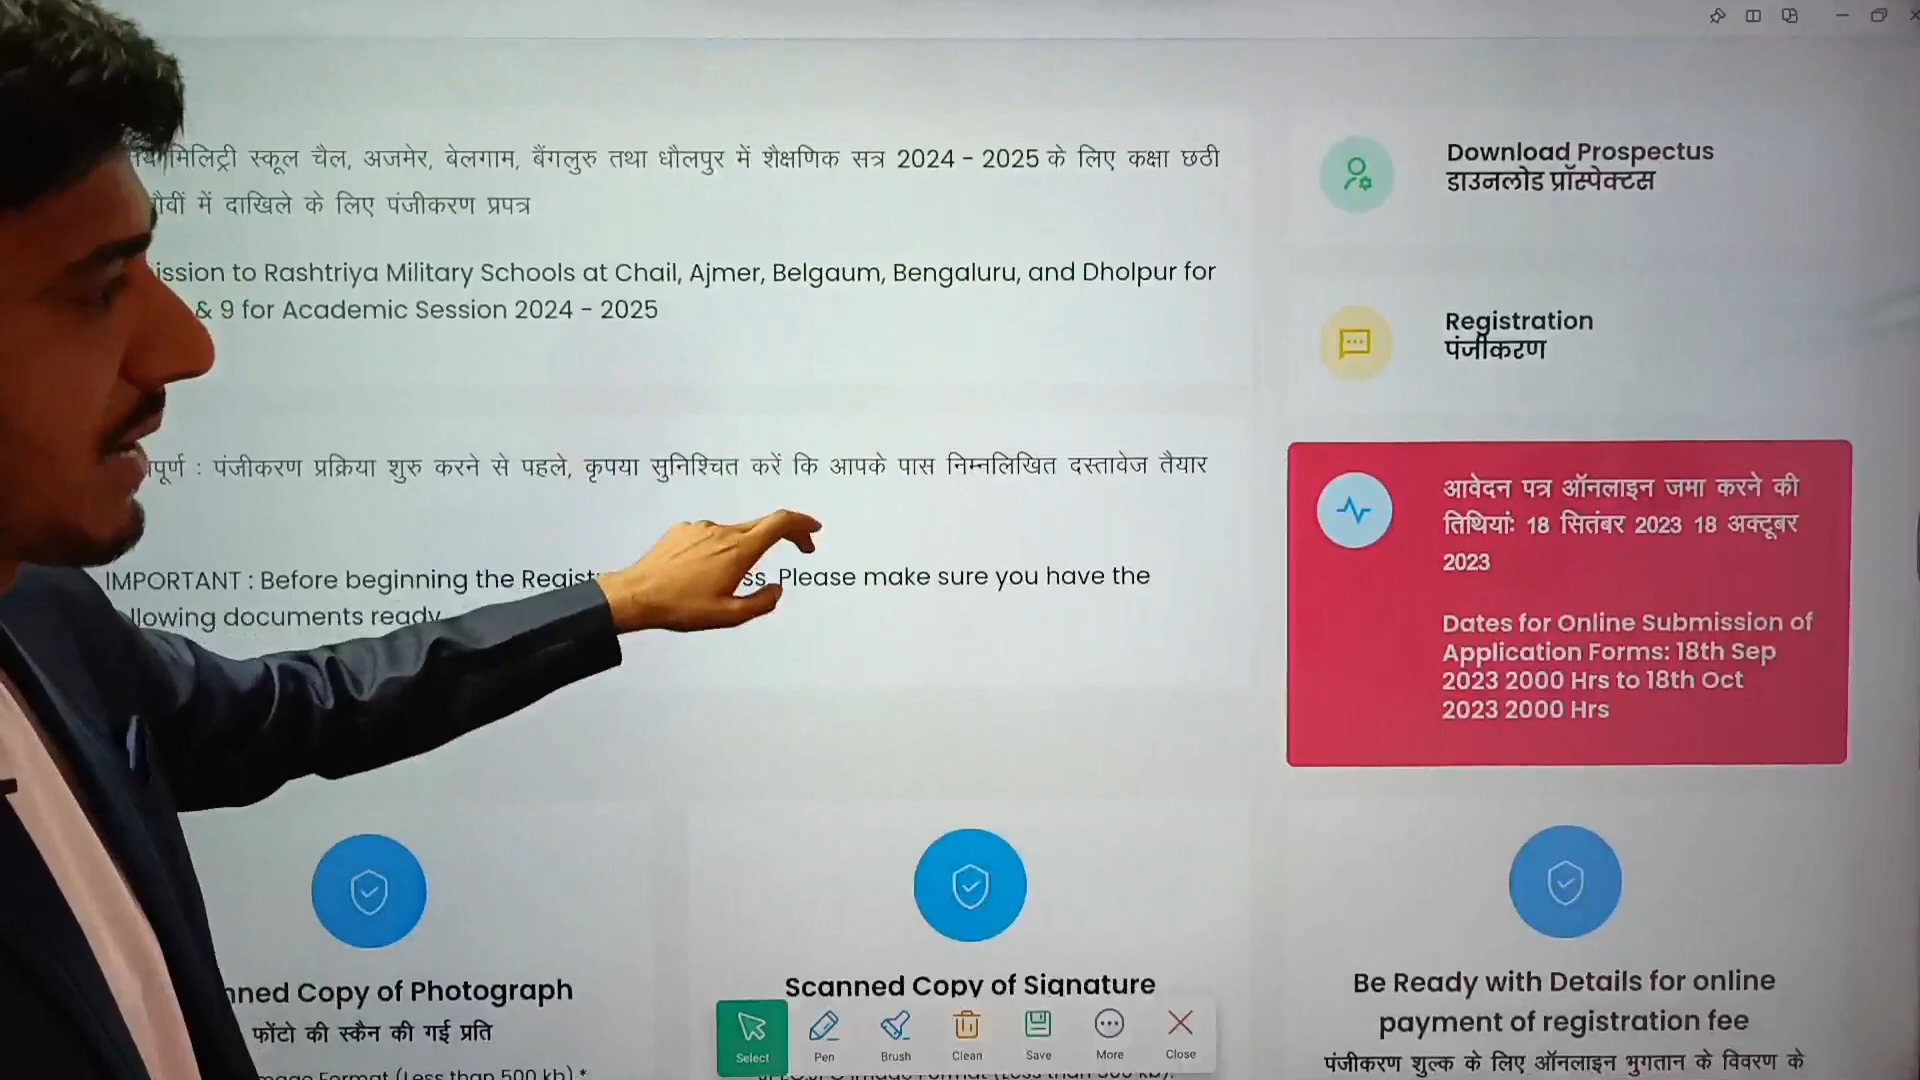 मिलिट्री स्कूल चैल, अजमेर, बेलगाम, बैंगलुरु तथा धौलपुर में शैक्षणिक सत्र 2024 - 2025 के लिए कक्षा छठी
में दाखिले के लिए पंजीकरण प्रपत्र
ission to Rashtriya Military Schools at Chail, Ajmer, Belgaum, Bengaluru, and Dholpur for
& 9 for Academic Session 2024 - 2025
Download Prospectus
डाउनलोड प्रॉस्पेक्टस
Registration
पंजीकरण
पूर्ण : पंजीकरण प्रक्रिया शुरु करने से पहले, कृपया सुनिश्चित करें कि आपके पास निम्नलिखित दस्तावेज तैयार
IMPORTANT : Before beginning the Regist ss. Please make sure you have the
llowing documents ready
आवेदन पत्र ऑनलाइन जमा करने की
तिथियां: 18 सितंबर 2023 18 अक्टूबर
2023
Dates for Online Submission of
Application Forms: 18th Sep
2023 2000 Hrs to 18th Oct
2023 2000 Hrs
nned Copy of Photograph
फोटो की स्कैन की गई प्रति
Format (Less than 500 kb) *
Scanned Copy of Signature
Be Ready with Details for online
payment of registration fee
पंजीकरण शुल्क के लिए ऑनलाइन भुगतान के विवरण के
Select
Pen
Brush
Clean
Save
More
Close